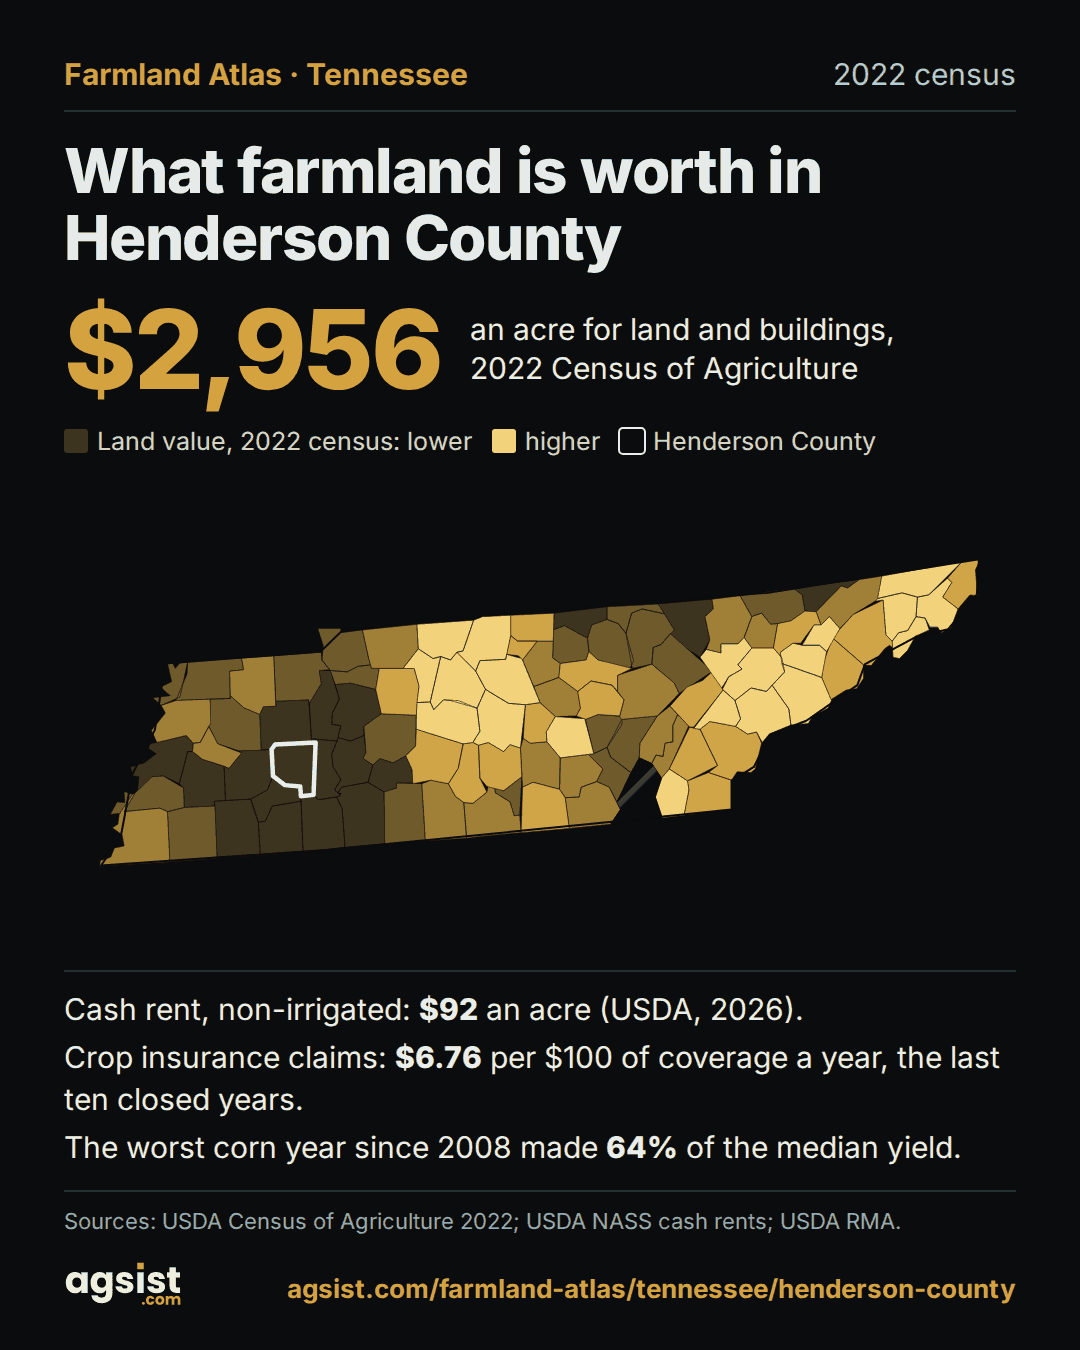 Farmland Atlas · Tennessee
2022 census
What farmland is worth in
Henderson County
$2,956
an acre for land and buildings,
2022 Census of Agriculture
Land value, 2022 census: lower
higher
Henderson County
Cash rent, non-irrigated: $92 an acre (USDA, 2026).
Crop insurance claims: $6.76 per $100 of coverage a year, the last
ten closed years.
The worst corn year since 2008 made 64% of the median yield.
Sources: USDA Census of Agriculture 2022; USDA NASS cash rents; USDA RMA.
agsist
.com
agsist.com/farmland-atlas/tennessee/henderson-county